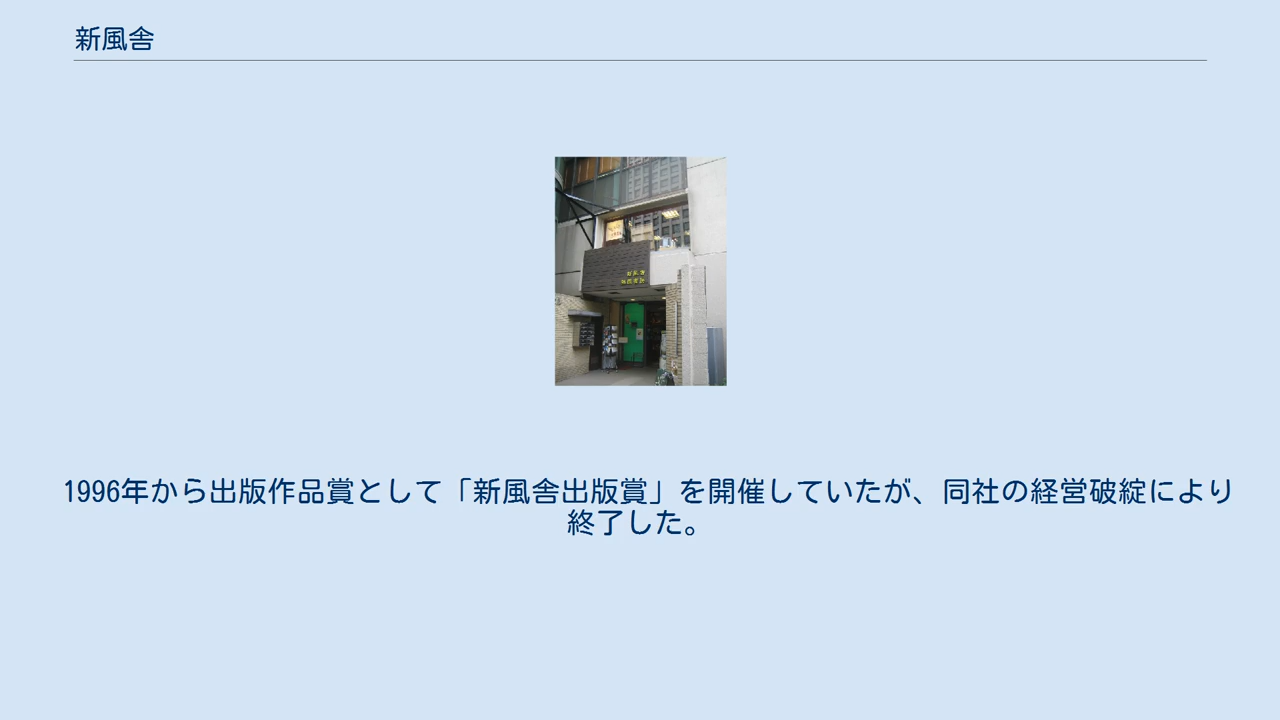 新風舎
1996年から出版作品賞として「新風舎出版賞」を開催していたが、同社の経営破綻により
終了した。